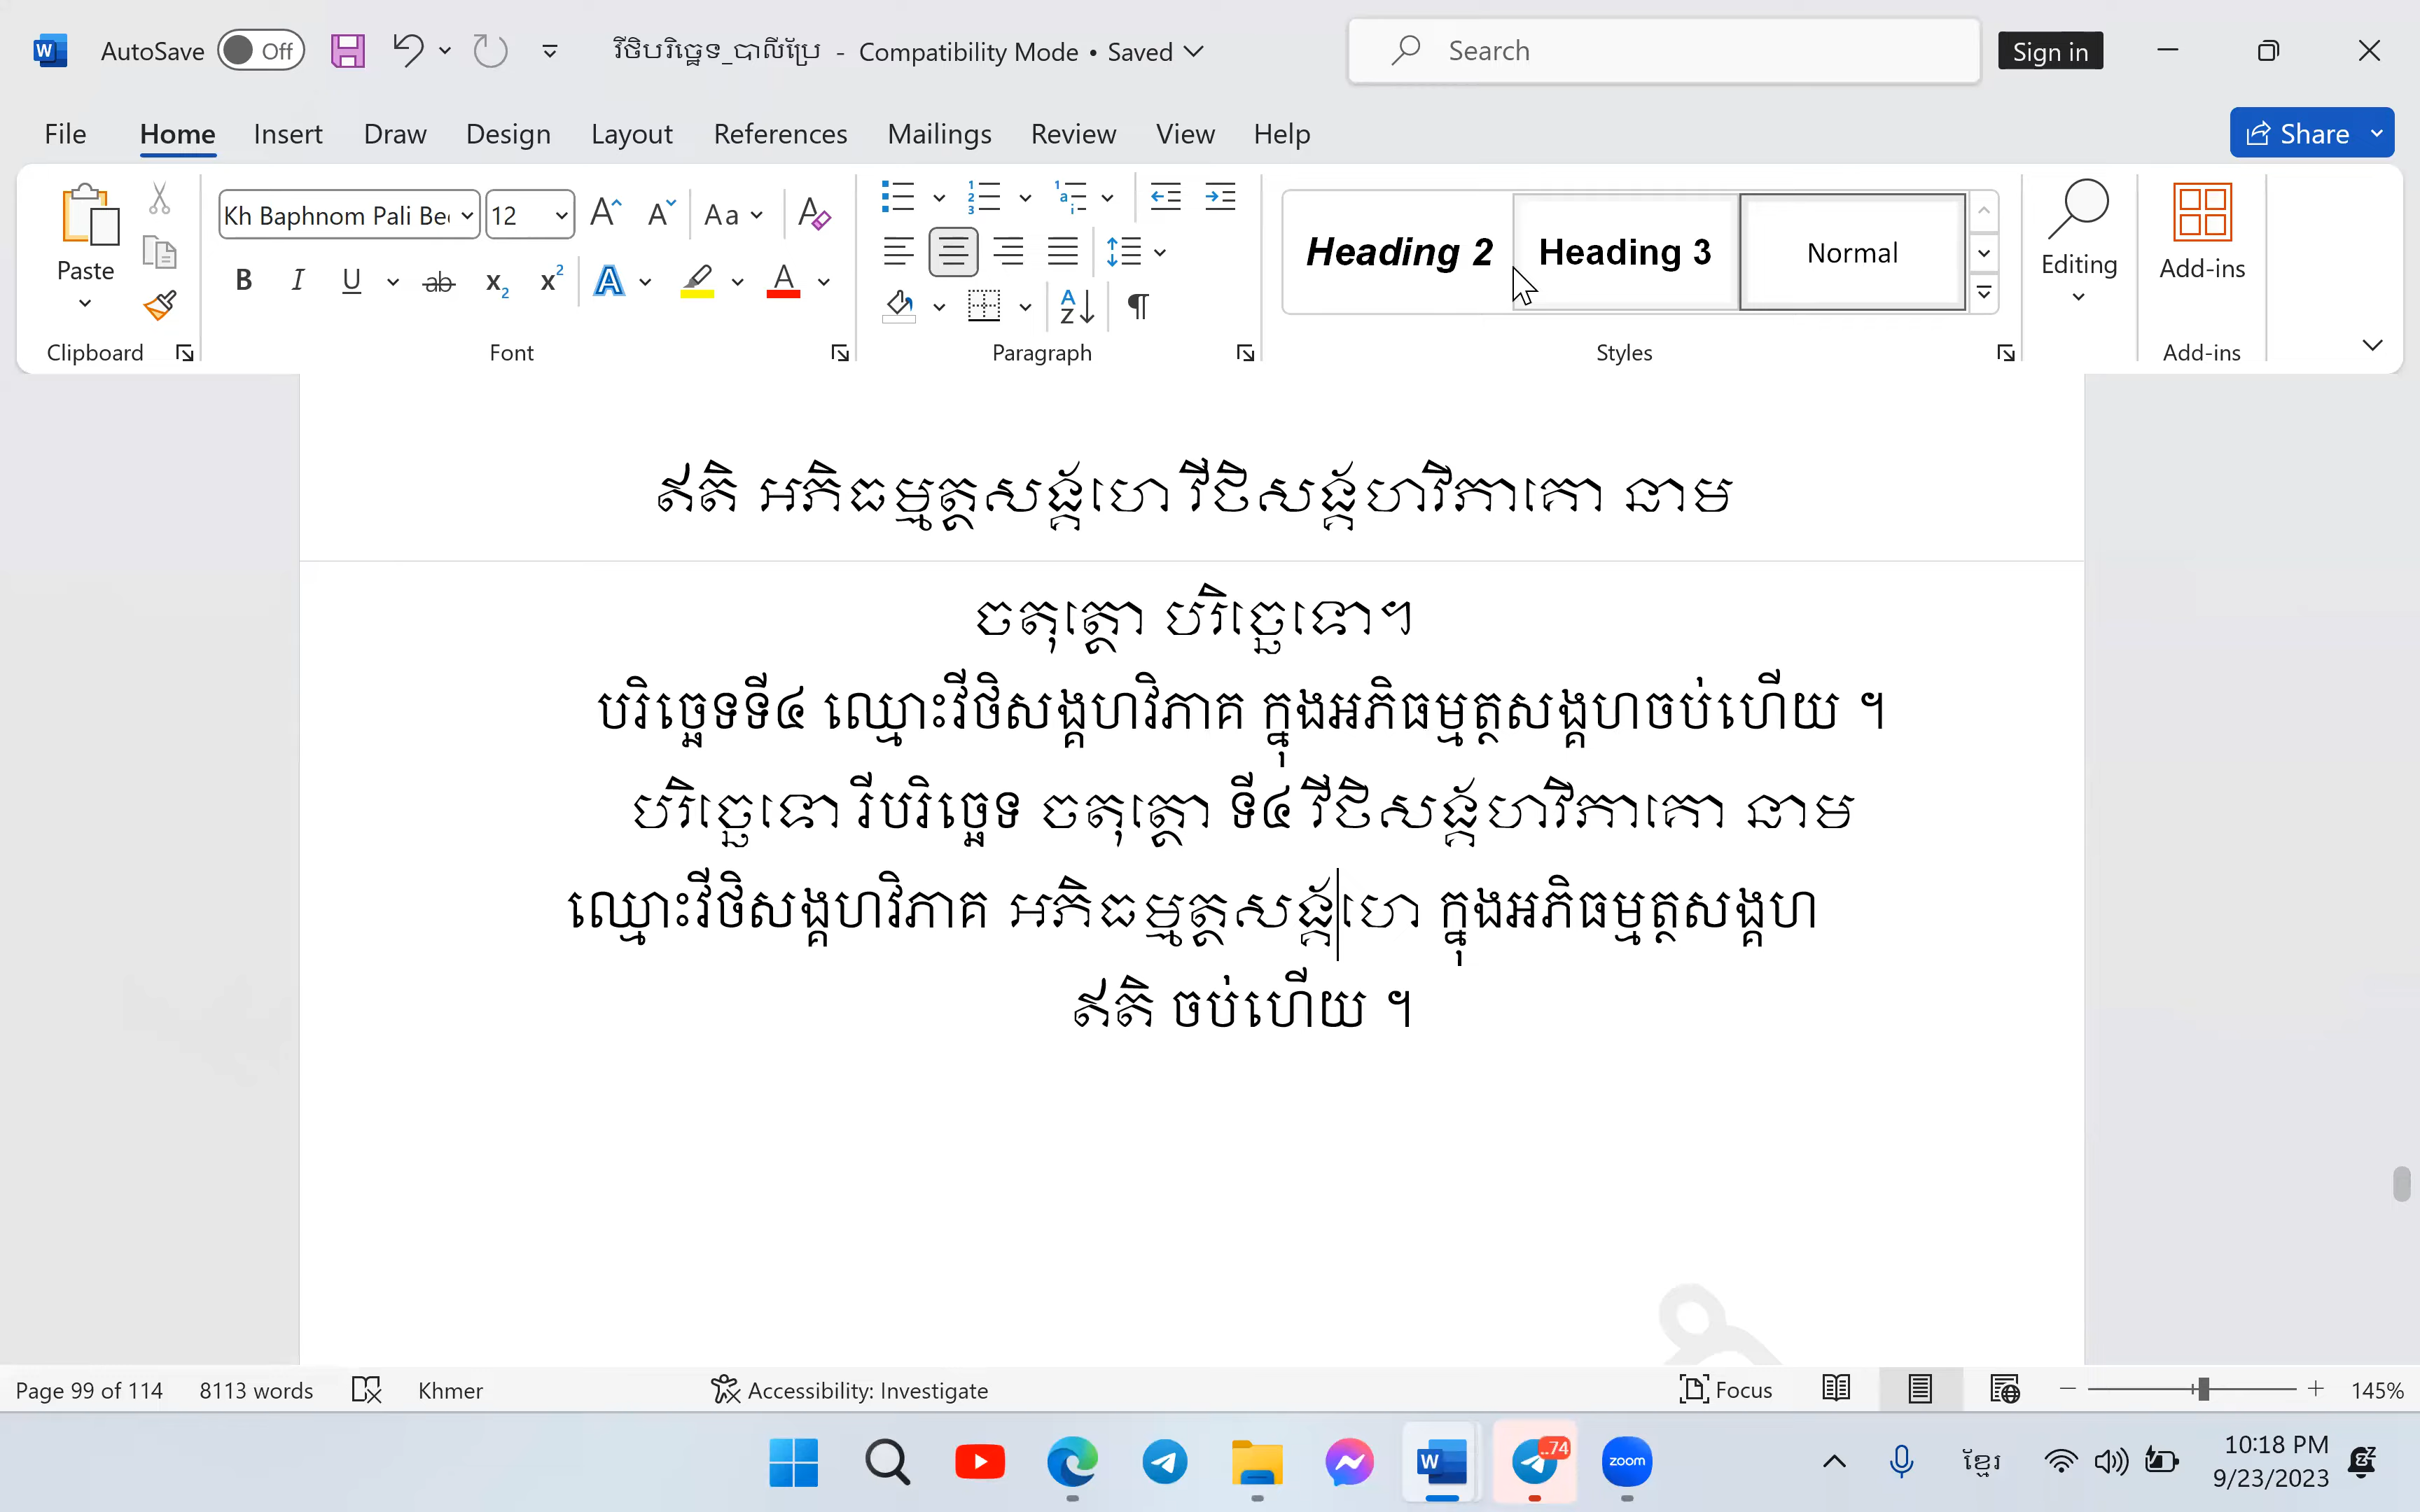 AutoSave Off វីថិបរិច្ឆេទ_បាលីប្រែ - Compatibility Mode • Saved Search Sign in
File Home Insert Draw Design Layout References Mailings Review View Help Share
Kh Baphnom Pali Be 12 Aa
Heading 2 Heading 3 Normal
Paste Editing Add-ins
Clipboard Font Paragraph Styles Add-ins
ឥតិ អភិធម្មត្ថសង្គហេ វីថិសង្គហវិភាគោ នាម
ចតុត្ថោ បរិច្ឆេទោ។
បរិច្ឆេទទី៤ ឈ្មោះវីថិសង្គហវិភាគ ក្នុងអភិធម្មត្ថសង្គហចប់ហើយ ។
បរិច្ឆេទោ រីបរិច្ឆេទ ចតុត្ថោ ទី៤ វីថិសង្គហវិភាគោ នាម
ឈ្មោះវីថិសង្គហវិភាគ អភិធម្មត្ថសង្គហេ ក្នុងអភិធម្មត្ថសង្គហ
ឥតិ ចប់ហើយ ។
Page 99 of 114 8113 words Khmer Accessibility: Investigate Focus 145%
..74 zoom ខ្មែរ 10:18 PM
9/23/2023